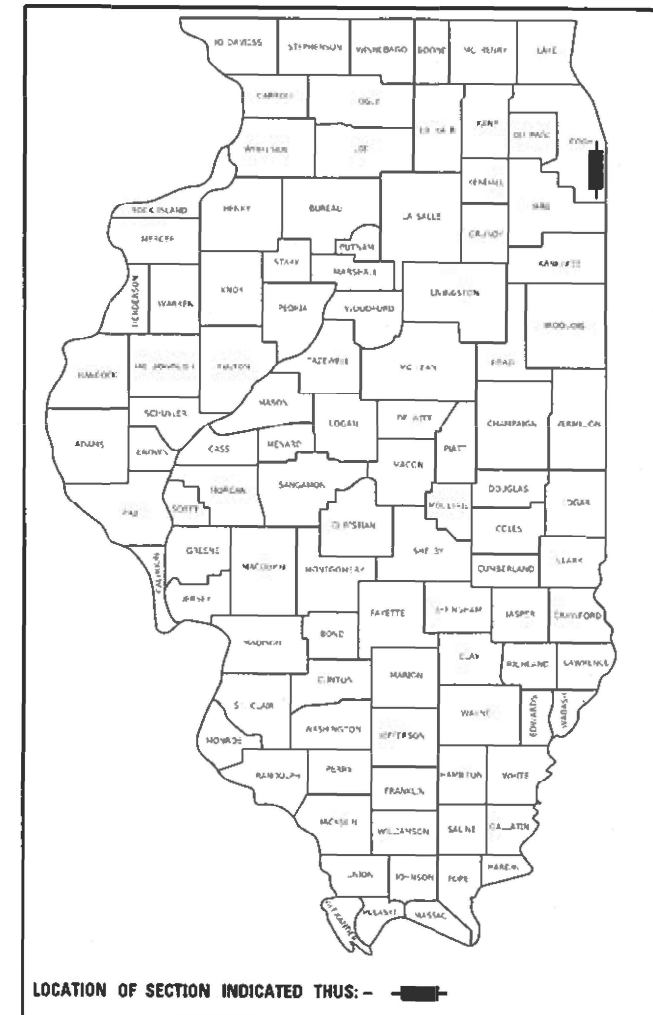 JO DAVIESS STEPHENSON WINNEBAGO BOONE MC HENRY LAKE
CARROLL OGLE DE KALB KANE DU PAGE COOK
WHITESIDE LEE KENDALL WILL
ROCK ISLAND HENRY BUREAU LA SALLE GRUNDY
MERCER PUTNAM KANKAKEE
STARK MARSHALL
HENDERSON WARREN KNOX PEORIA WOODFORD LIVINGSTON IROQUOIS
HANCOCK FULTON TAZEWELL MC LEAN FORD
SCHUYLER MASON LOGAN DE WITT CHAMPAIGN VERMILION
ADAMS BROWN CASS MENARD MACON PIATT
PIKE SCOTT MORGAN SANGAMON CHRISTIAN MOULTRIE DOUGLAS EDGAR
COLES
CALHOUN GREENE MACOUPIN MONTGOMERY SHELBY CUMBERLAND CLARK
JERSEY FAYETTE EFFINGHAM JASPER CRAWFORD
MADISON BOND CLAY RICHLAND LAWRENCE
CLINTON MARION
ST. CLAIR WASHINGTON JEFFERSON WAYNE EDWARDS WABASH
MONROE
RANDOLPH PERRY FRANKLIN HAMILTON WHITE
JACKSON WILLIAMSON SALINE GALLATIN
UNION JOHNSON POPE HARDIN
ALEXANDER PULASKI MASSAC
LOCATION OF SECTION INDICATED THUS: -